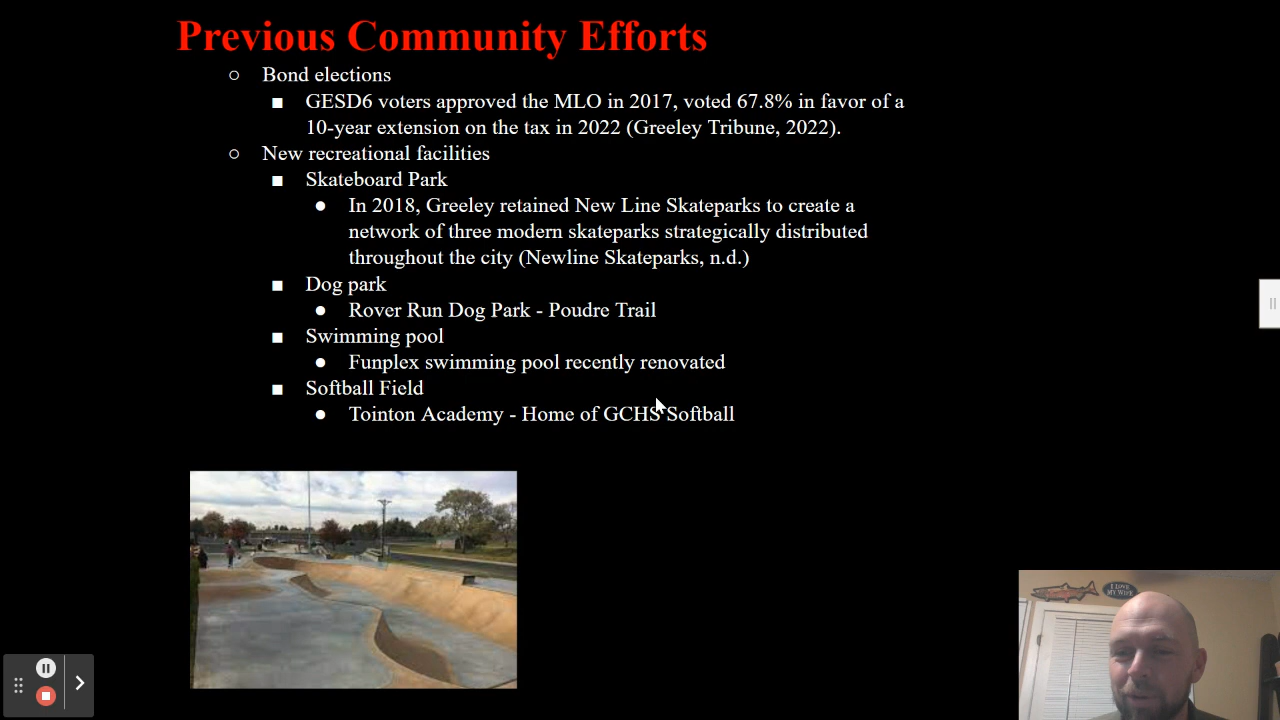 Previous Community Efforts
Bond elections
GESD6 voters approved the MLO in 2017, voted 67.8% in favor of a
10-year extension on the tax in 2022 (Greeley Tribune, 2022).
New recreational facilities
Skateboard Park
In 2018, Greeley retained New Line Skateparks to create a
network of three modern skateparks strategically distributed
throughout the city (Newline Skateparks, n.d.)
Dog park
Rover Run Dog Park - Poudre Trail
Swimming pool
Funplex swimming pool recently renovated
Softball Field
Tointon Academy - Home of GCHS Softball
I LOVE
MY WIFE